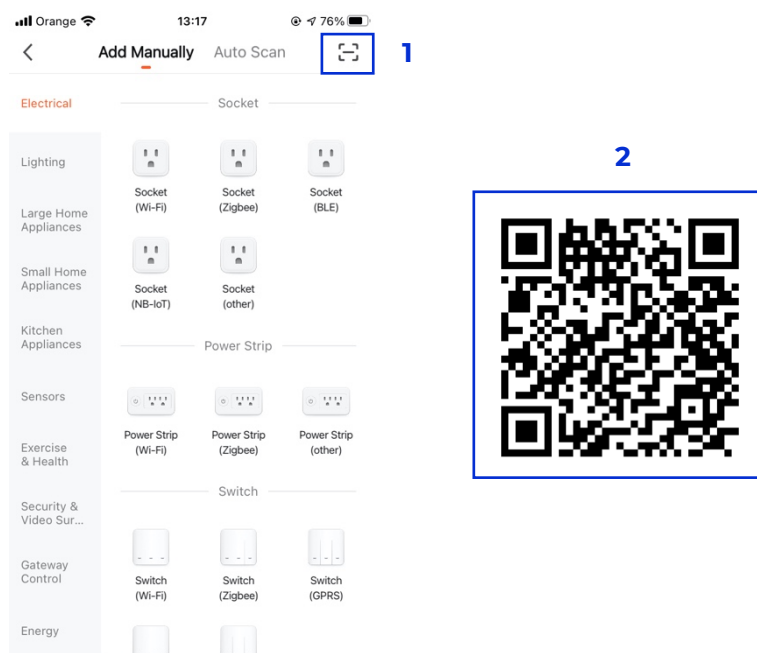 Orange 13:17 76%
Add Manually Auto Scan
1
Electrical
Lighting
Large Home
Appliances
Small Home
Appliances
Kitchen
Appliances
Sensors
Exercise
& Health
Security &
Video Sur...
Gateway
Control
Energy
Socket
Socket
(Wi-Fi)
Socket
(Zigbee)
Socket
(BLE)
Socket
(NB-IoT)
Socket
(other)
Power Strip
Power Strip
(Wi-Fi)
Power Strip
(Zigbee)
Power Strip
(other)
Switch
Switch
(Wi-Fi)
Switch
(Zigbee)
Switch
(GPRS)
2